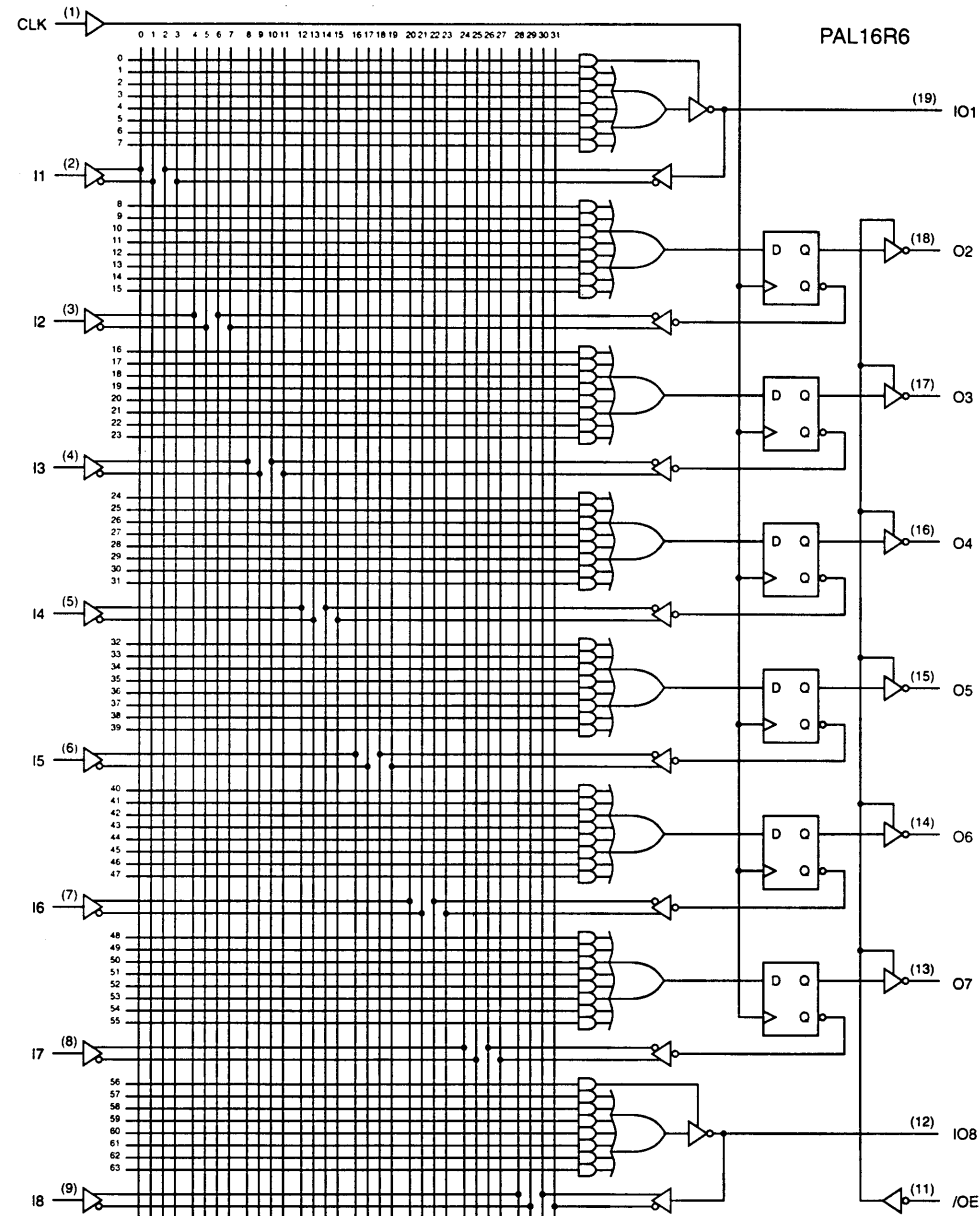 CLK (1)
PAL16R6
0 1 2 3 4 5 6 7 8 9 10 11 12 13 14 15 16 17 18 19 20 21 22 23 24 25 26 27 28 29 30 31
0
1
2
3
4
5
6
7
(19) IO1
I1 (2)
8
9
10
11
12
13
14
15
D Q
Q
(18) O2
I2 (3)
16
17
18
19
20
21
22
23
D Q
Q
(17) O3
I3 (4)
24
25
26
27
28
29
30
31
D Q
Q
(16) O4
I4 (5)
32
33
34
35
36
37
38
39
D Q
Q
(15) O5
I5 (6)
40
41
42
43
44
45
46
47
D Q
Q
(14) O6
I6 (7)
48
49
50
51
52
53
54
55
D Q
Q
(13) O7
I7 (8)
56
57
58
59
60
61
62
63
(12) IO8
I8 (9)
(11) /OE